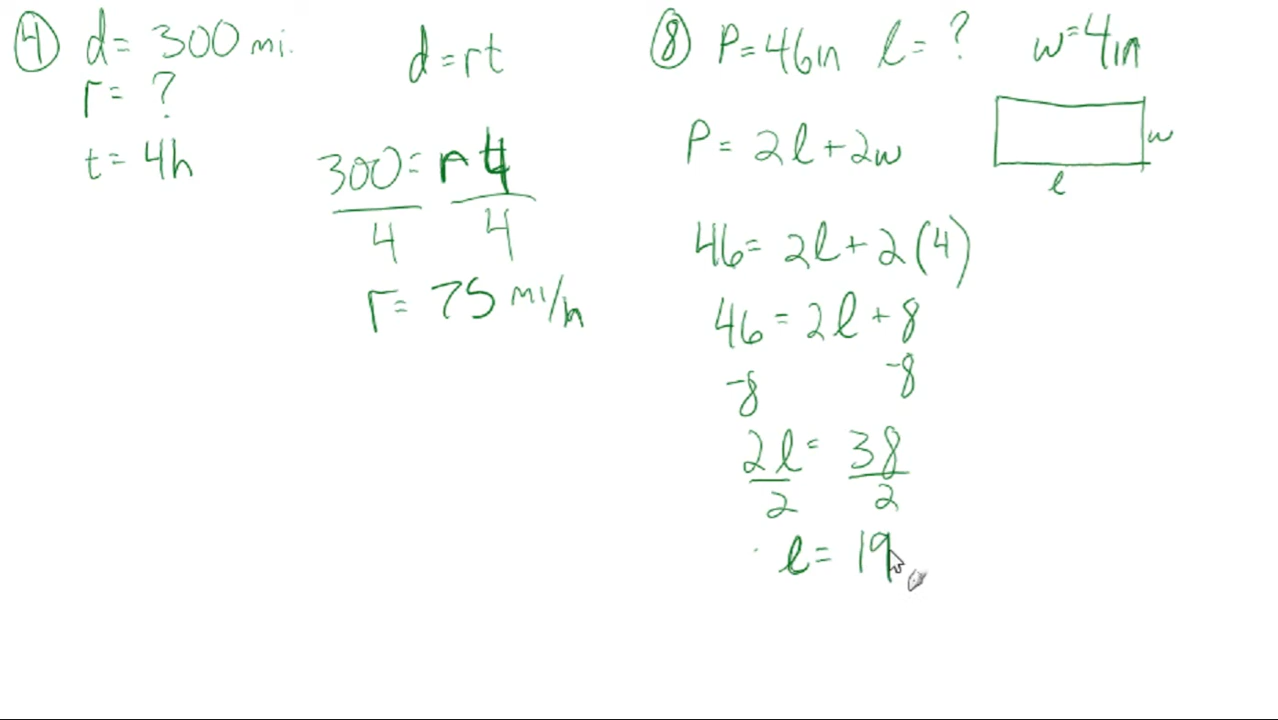 ④ d = 300 mi.
r = ?
t = 4h
d = rt
300 = r 4
4 4
r = 75 mi/h
⑧ P = 46in l = ? w = 4in
w
l
P = 2l + 2w
46 = 2l + 2(4)
46 = 2l + 8
-8 -8
2l = 38
2 2
l = 19